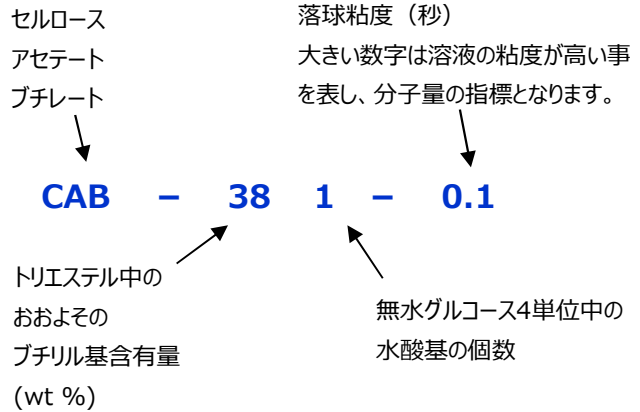 セルロース
アセテート
ブチレート
落球粘度（秒）
大きい数字は溶液の粘度が高い事
を表し、分子量の指標となります。
CAB – 38 1 – 0.1
トリエステル中の
おおよその
ブチリル基含有量
(wt %)
無水グルコース4単位中の
水酸基の個数